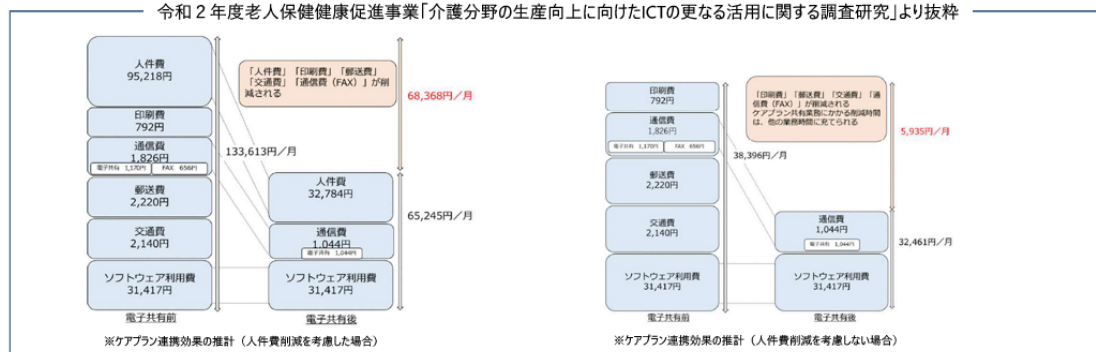 令和２年度老人保健健康促進事業「介護分野の生産向上に向けたICTの更なる活用に関する調査研究」より抜粋
人件費
95,218円
印刷費
792円
通信費
1,826円
電子共有 1,170円
FAX 656円
郵送費
2,220円
交通費
2,140円
ソフトウェア利用費
31,417円
電子共有前
133,613円／月
「人件費」「印刷費」「郵送費」
「交通費」「通信費（FAX）」が削
減される
68,368円／月
人件費
32,784円
通信費
1,044円
電子共有 1,044円
ソフトウェア利用費
31,417円
電子共有後
65,245円／月
※ケアプラン連携効果の推計（人件費削減を考慮した場合）
印刷費
792円
通信費
1,826円
電子共有 1,170円
FAX 656円
郵送費
2,220円
交通費
2,140円
ソフトウェア利用費
31,417円
電子共有前
38,396円／月
「印刷費」「郵送費」「交通費」「通
信費（FAX）」が削減される
ケアプラン共有業務にかかる削減時間
は、他の業務時間に充てられる
5,935円／月
通信費
1,044円
電子共有 1,044円
ソフトウェア利用費
31,417円
電子共有後
32,461円／月
※ケアプラン連携効果の推計（人件費削減を考慮しない場合）